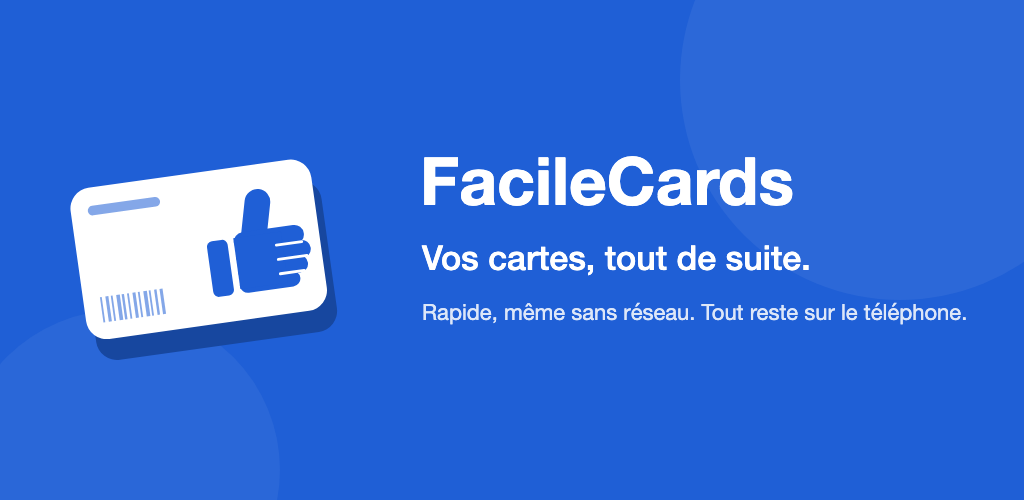 FacileCards
Vos cartes, tout de suite.
Rapide, même sans réseau. Tout reste sur le téléphone.